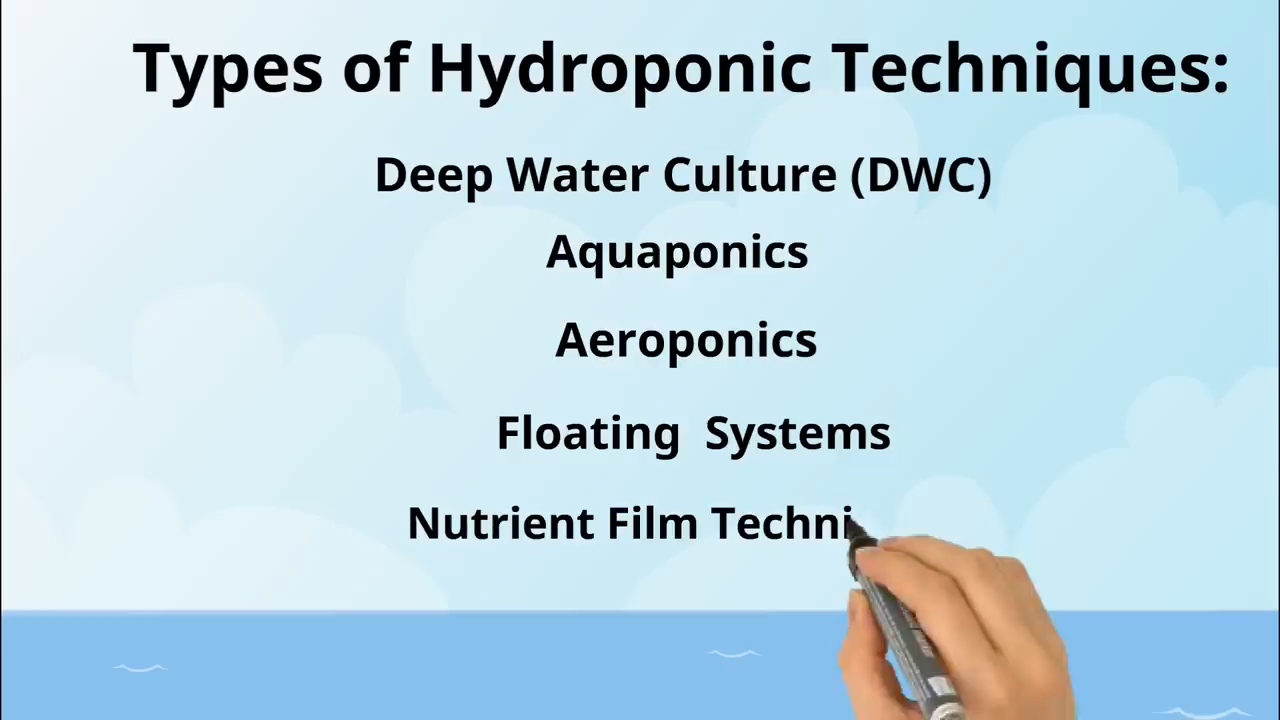 Types of Hydroponic Techniques:
Deep Water Culture (DWC)
Aquaponics
Aeroponics
Floating Systems
Nutrient Film Techni